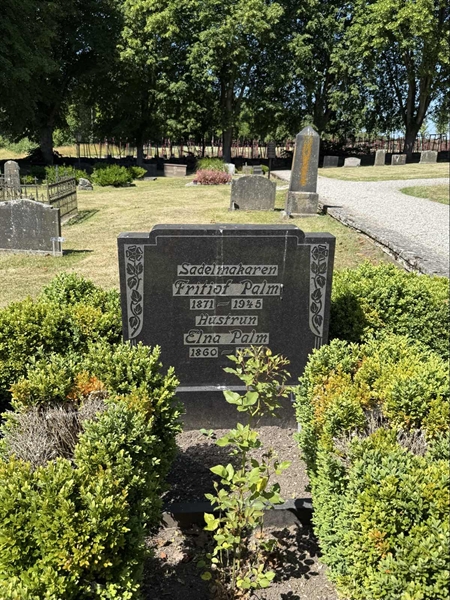 Sadelmakaren
Fritiof Palm
1871 — 1945
Hustrun
Elna Palm
1860